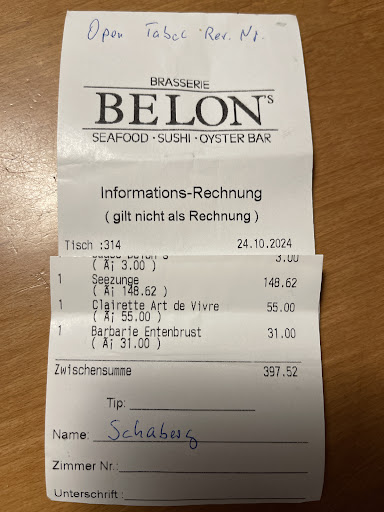 Open Tabel Rev. Nr.
BRASSERIE
BELON's
SEAFOOD · SUSHI · OYSTER BAR
Informations-Rechnung
( gilt nicht als Rechnung )
Tisch :314 24.10.2024
3.00
( Ä¡ 3.00 )
1 Seezunge 148.62
( Ä¡ 148.62 )
1 Clairette Art de Vivre 55.00
( Ä¡ 55.00 )
1 Barbarie Entenbrust 31.00
( Ä¡ 31.00 )
Zwischensumme 397.52
Tip:
Name: Schaberg
Zimmer Nr.:
Unterschrift :